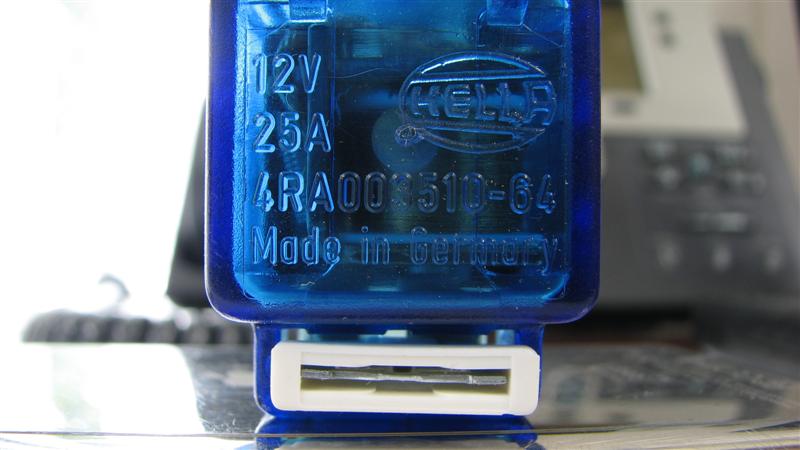 12V
HELLA
25A
4RA003510-64
Made in Germany